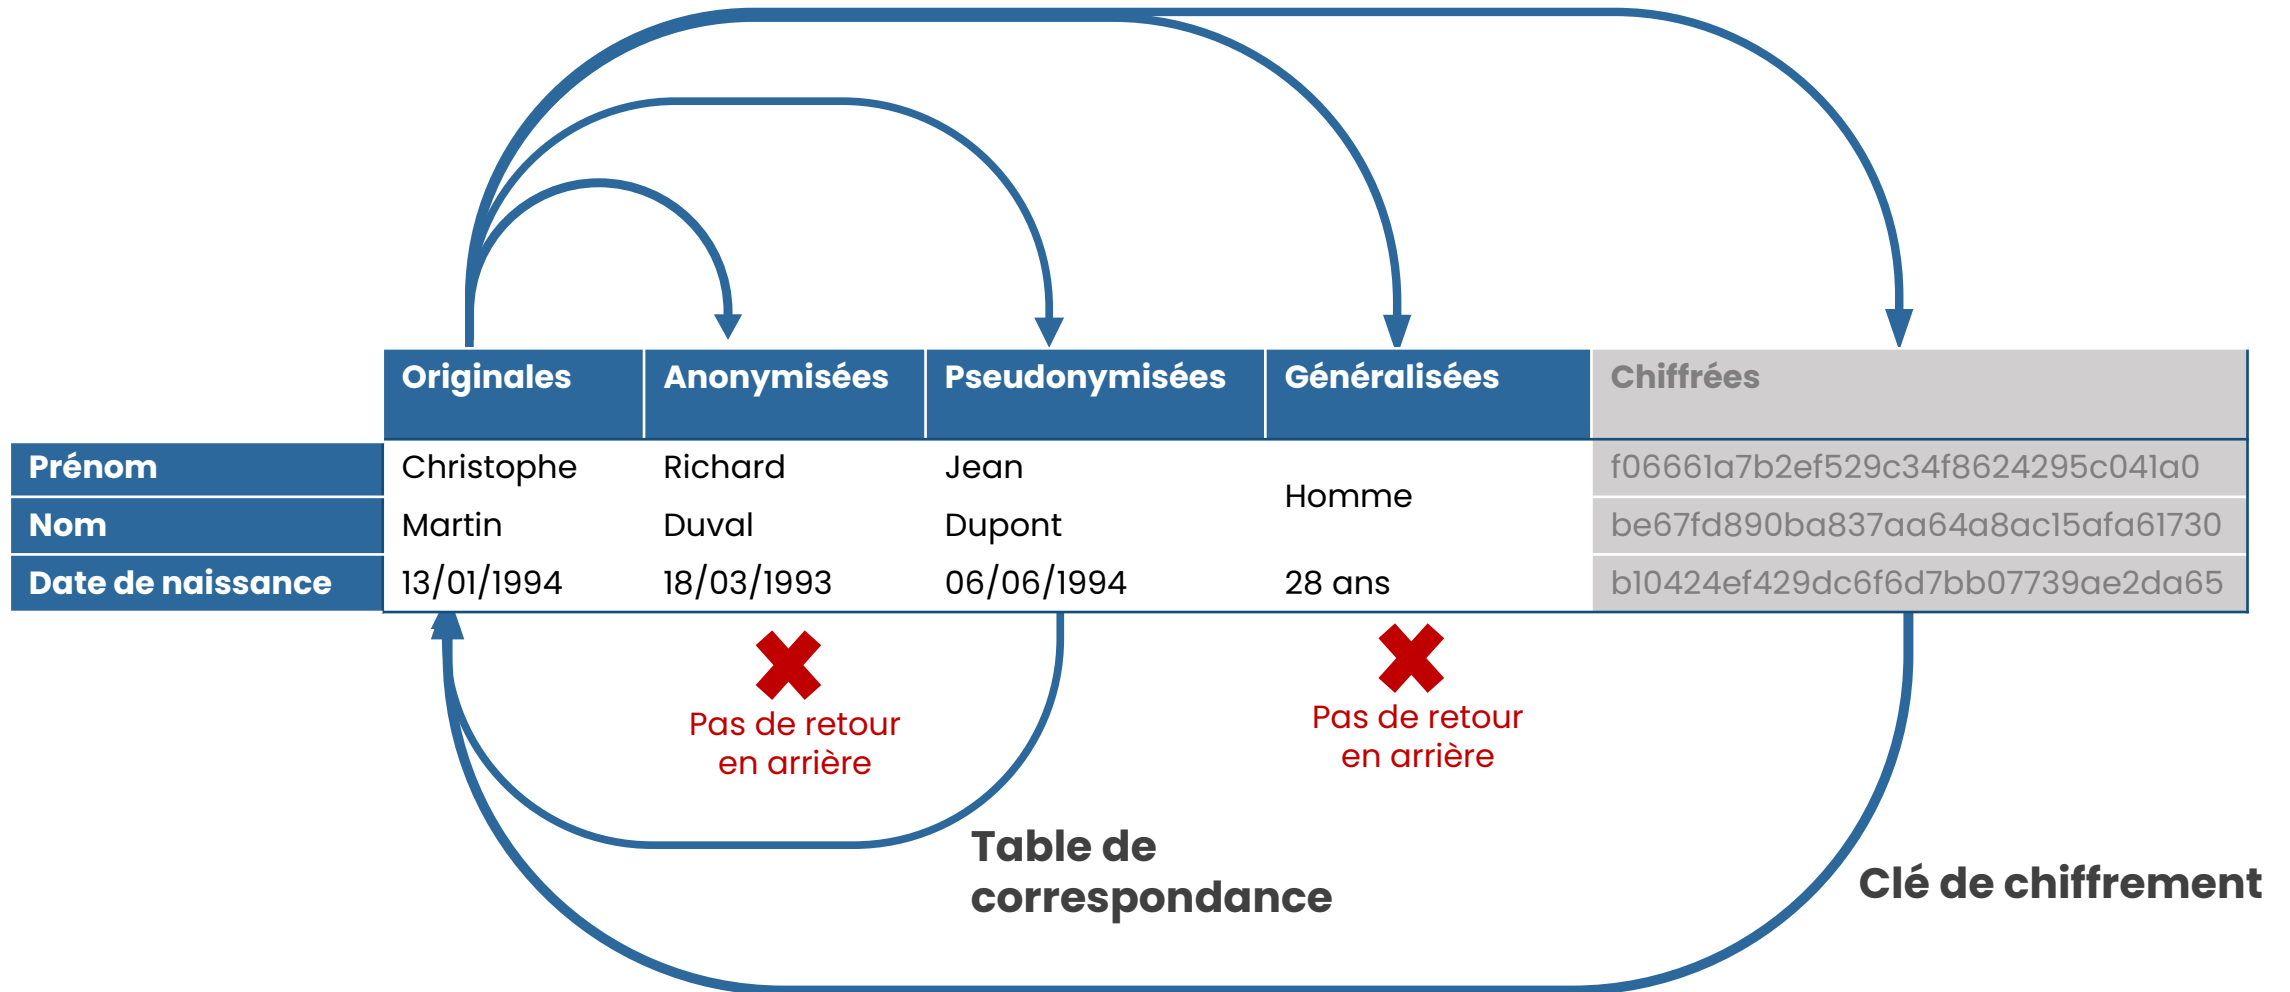 Originales Anonymisées Pseudonymisées Généralisées Chiffrées
Prénom Christophe Richard Jean f06661a7b2ef529c34f8624295c041a0
Homme
Nom Martin Duval Dupont be67fd890ba837aa64a8ac15afa61730
Date de naissance 13/01/1994 18/03/1993 06/06/1994 28 ans b10424ef429dc6f6d7bb07739ae2da65
Pas de retour
en arrière
Pas de retour
en arrière
Table de
correspondance
Clé de chiffrement